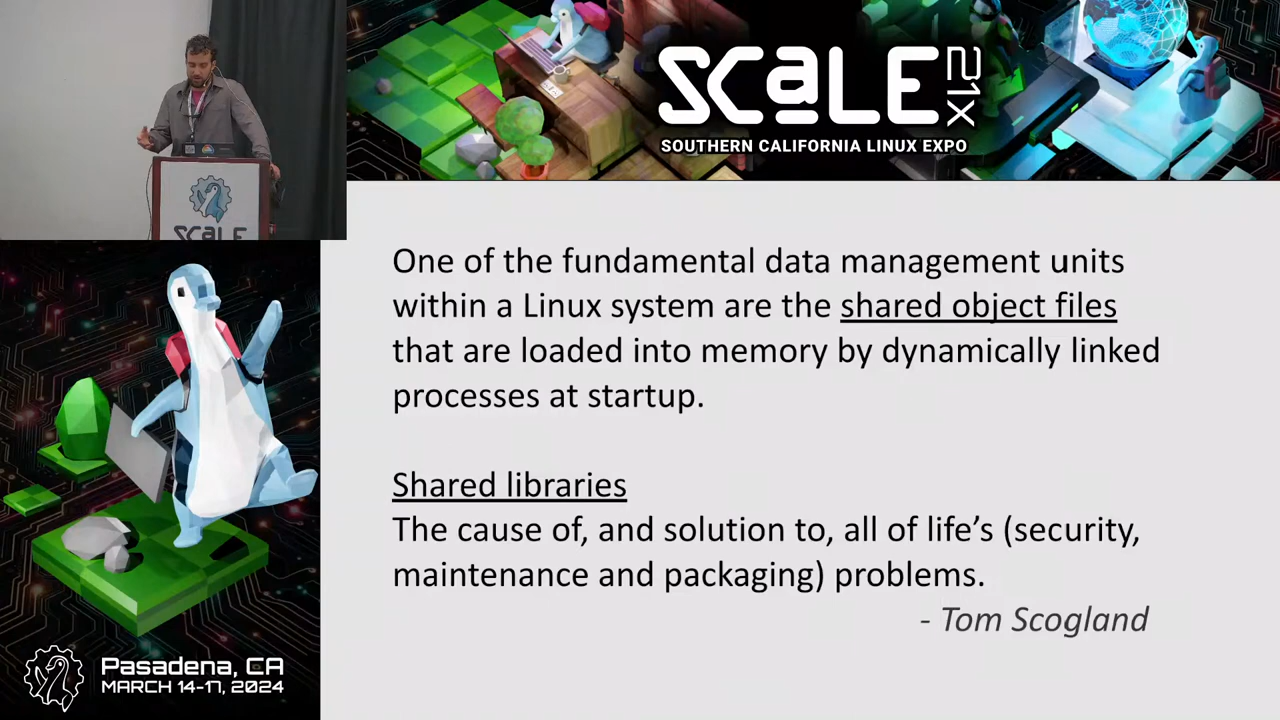 SCALE
21X
SOUTHERN CALIFORNIA LINUX EXPO
SCALE
One of the fundamental data management units
within a Linux system are the shared object files
that are loaded into memory by dynamically linked
processes at startup.
Shared libraries
The cause of, and solution to, all of life’s (security,
maintenance and packaging) problems.
- Tom Scogland
Pasadena, CA
MARCH 14-17, 2024